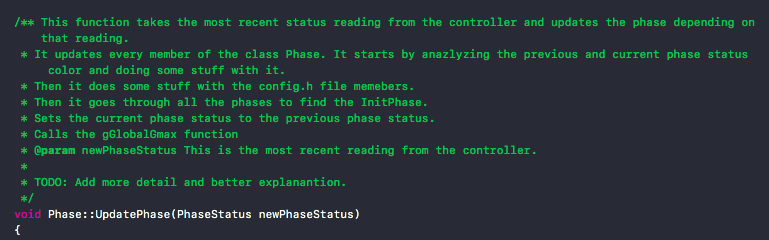 /** This function takes the most recent status reading from the controller and updates the phase depending on
that reading.
* It updates every member of the class Phase. It starts by anazlyzing the previous and current phase status
color and doing some stuff with it.
* Then it does some stuff with the config.h file memebers.
* Then it goes through all the phases to find the InitPhase.
* Sets the current phase status to the previous phase status.
* Calls the gGlobalGmax function
* @param newPhaseStatus This is the most recent reading from the controller.
*
* TODO: Add more detail and better explanantion.
*/
void Phase::UpdatePhase(PhaseStatus newPhaseStatus)
{